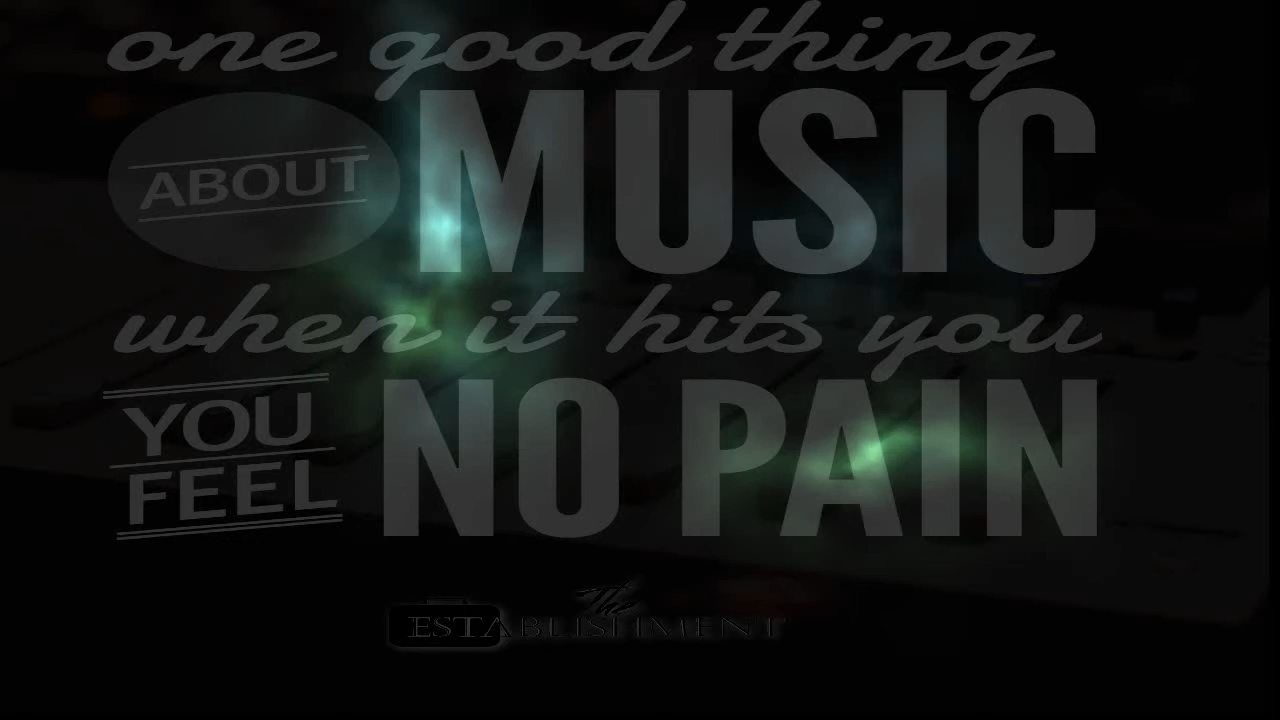 one good thing
ABOUT MUSIC
when it hits you
YOU FEEL NO PAIN
The
ESTABLISHMENT